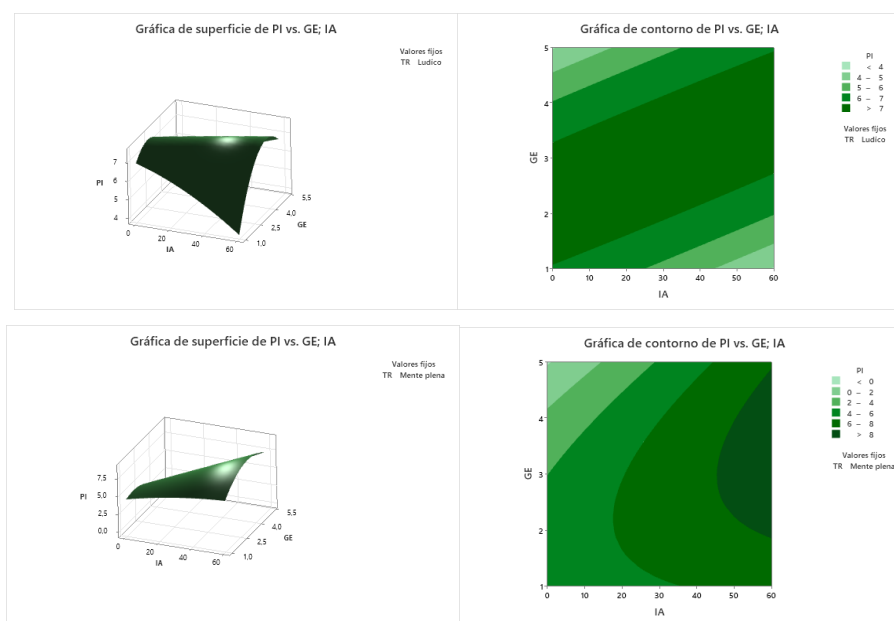 Gráfica de superficie de PI vs. GE; IA
Valores fijos
TR Ludico
7
6
PI
5
4
0
20
IA
40
60
1,0
2,5
GE
4,0
5,5
Gráfica de contorno de PI vs. GE; IA
5
4
GE
3
2
1
0 10 20 30 40 50 60
IA
PI
< 4
4 – 5
5 – 6
6 – 7
> 7
Valores fijos
TR Ludico
Gráfica de superficie de PI vs. GE; IA
Valores fijos
TR Mente plena
7,5
PI
5,0
2,5
0,0
0
20
IA
40
60
1,0
2,5
GE
4,0
5,5
Gráfica de contorno de PI vs. GE; IA
5
4
GE
3
2
1
0 10 20 30 40 50 60
IA
PI
< 0
0 – 2
2 – 4
4 – 6
6 – 8
> 8
Valores fijos
TR Mente plena